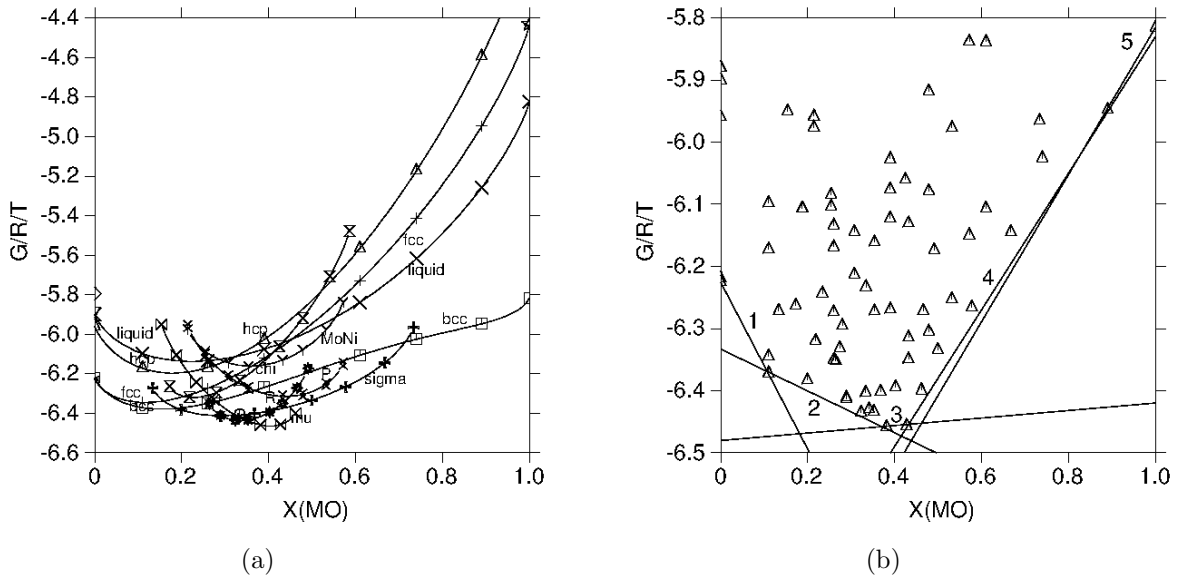 -4.4
-4.6
-4.8
-5.0
-5.2
-5.4
-5.6
-5.8
-6.0
-6.2
-6.4
-6.6
G/R/T
0.0
0.2
0.4
0.6
0.8
1.0
X(MO)
fcc
liquid
bcc
hcp
liquid
MoNi
chi
sigma
fcc
bcc
R
P
mu
(a)
-5.8
-5.9
-6.0
-6.1
-6.2
-6.3
-6.4
-6.5
G/R/T
0.0
0.2
0.4
0.6
0.8
1.0
X(MO)
1
2
3
4
5
(b)